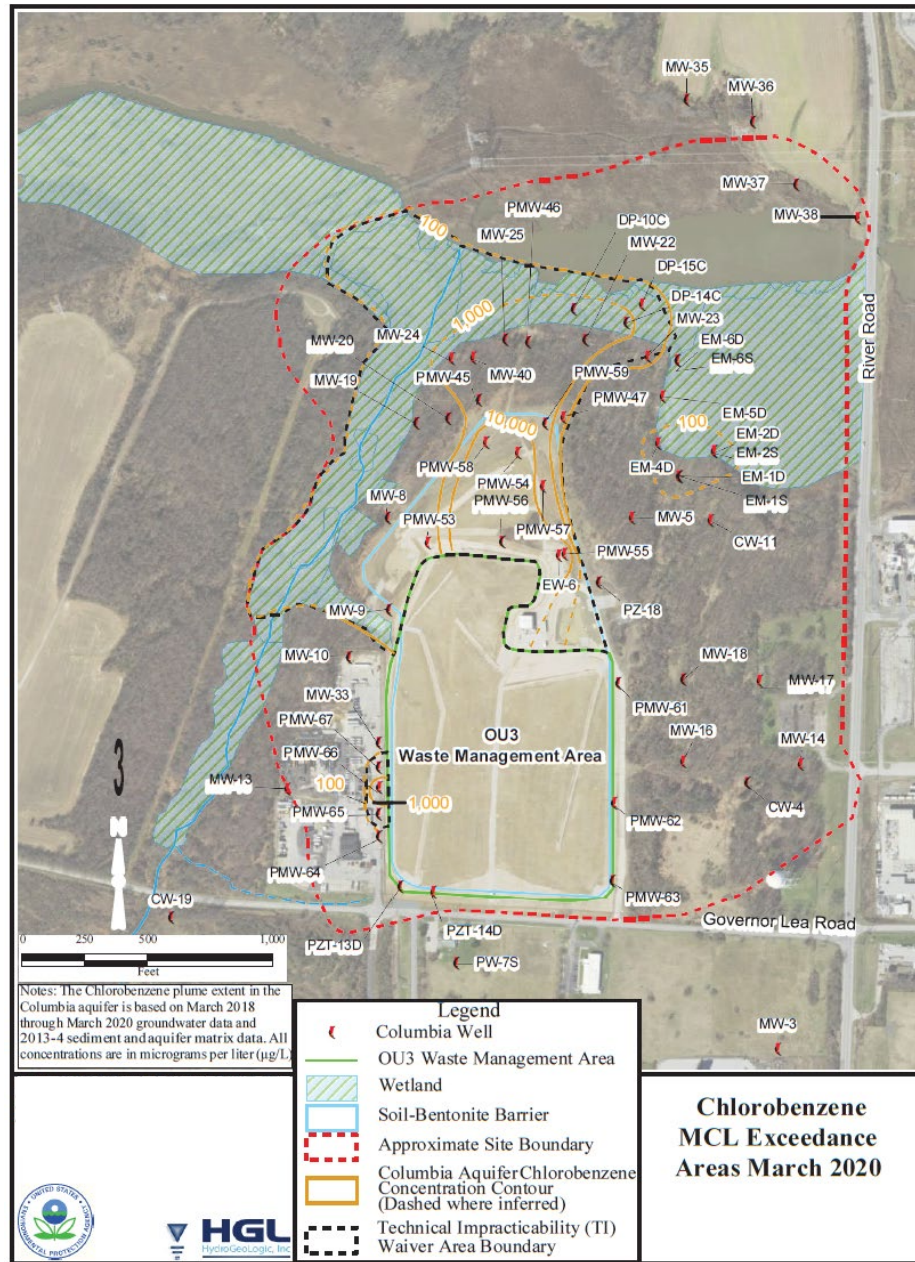 MW-35
MW-36
MW-37
MW-38
PMW-46
MW-25
DP-10C
MW-22
100
DP-15C
DP-14C
MW-23
1,000
MW-24
MW-20
EM-6D
EM-6S
MW-19
PMW-45
MW-40
PMW-59
PMW-47
EM-5D
10,000
100
EM-2D
EM-2S
PMW-58
EM-4D
EM-1D
PMW-54
EM-1S
MW-8
PMW-56
PMW-53
PMW-57
MW-5
CW-11
PMW-55
EW-6
PZ-18
MW-9
MW-10
MW-18
MW-17
PMW-61
MW-33
PMW-67
OU3
Waste Management Area
MW-16
MW-14
PMW-66
MW-13
100
1,000
CW-4
PMW-65
PMW-62
PMW-64
PMW-63
CW-19
River Road
Governor Lea Road
PZT-13D
PZT-14D
PW-7S
MW-3
3
N
0 250 500 1,000
Feet
Notes: The Chlorobenzene plume extent in the
Columbia aquifer is based on March 2018
through March 2020 groundwater data and
2013-4 sediment and aquifer matrix data. All
concentrations are in micrograms per liter (µg/L)
Legend
Columbia Well
OU3 Waste Management Area
Wetland
Soil-Bentonite Barrier
Approximate Site Boundary
Columbia Aquifer Chlorobenzene
Concentration Contour
(Dashed where inferred)
Technical Impracticability (TI)
Waiver Area Boundary
Chlorobenzene
MCL Exceedance
Areas March 2020
UNITED STATES
ENVIRONMENTAL PROTECTION AGENCY
HGL
HydroGeoLogic, Inc